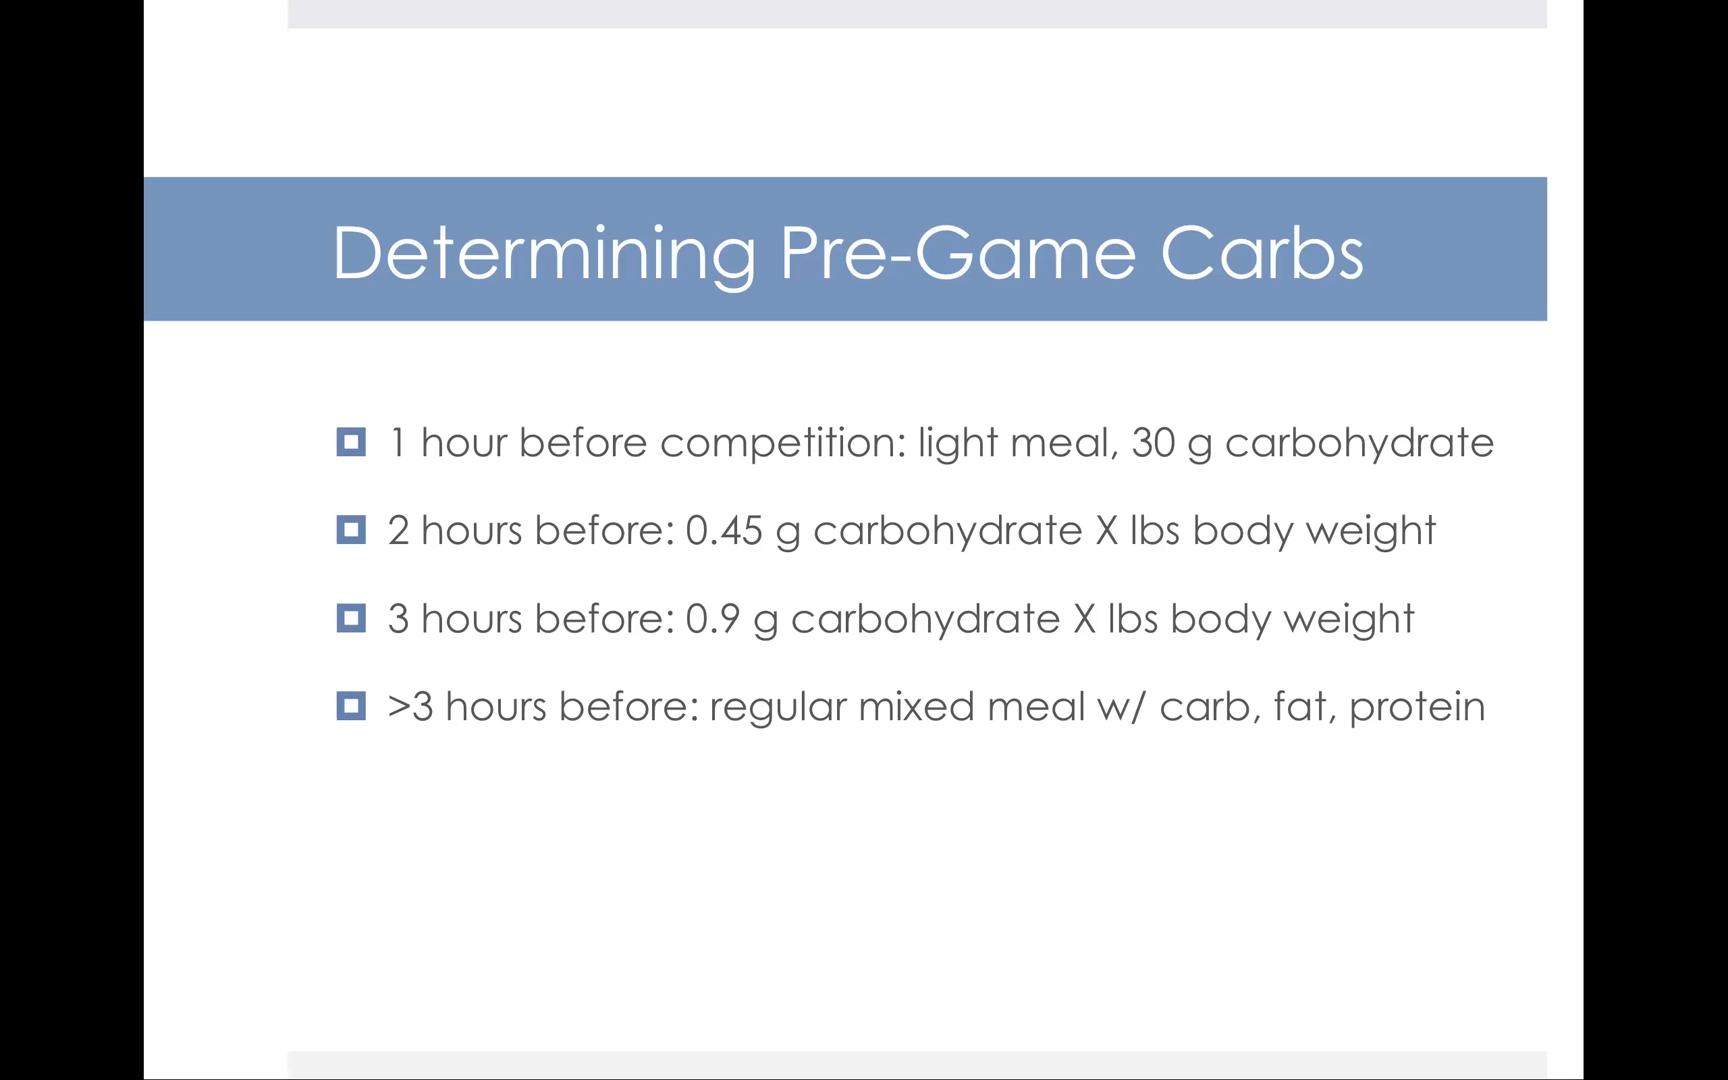 Determining Pre-Game Carbs
1 hour before competition: light meal, 30 g carbohydrate
2 hours before: 0.45 g carbohydrate X lbs body weight
3 hours before: 0.9 g carbohydrate X lbs body weight
>3 hours before: regular mixed meal w/ carb, fat, protein